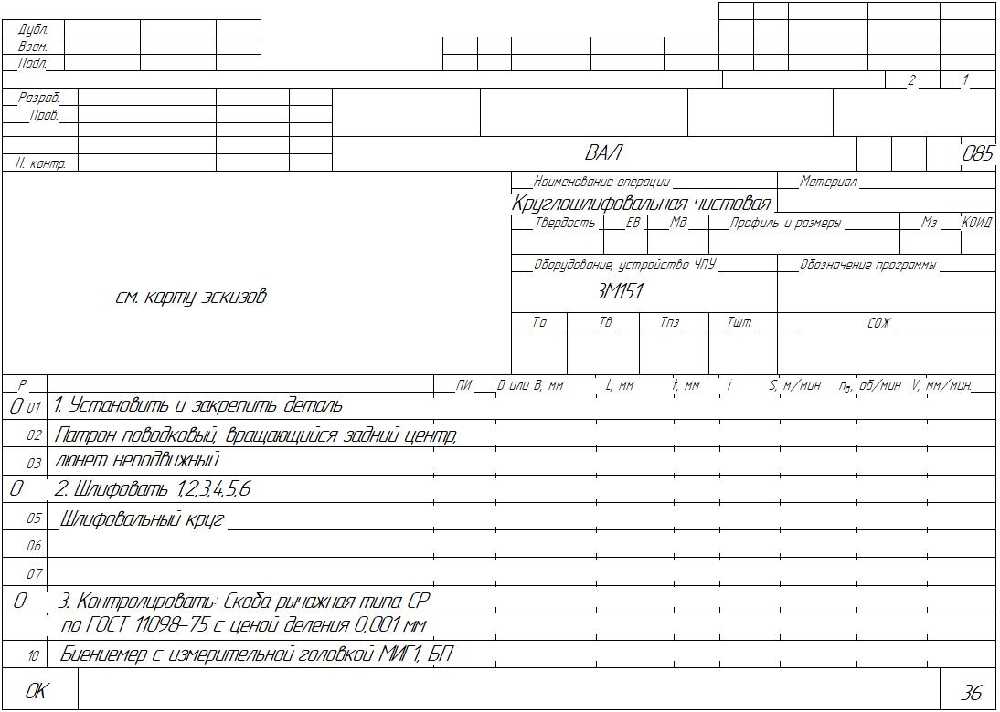 Дубл.
Взам.
Подл.
2 1
Разраб.
Пров.
ВАЛ 085
Н. контр.
Наименование операции Материал
Круглошлифовальная чистовая
Твердость ЕВ Мд Профиль и размеры Мз КОИД
Оборудование, устройство ЧПУ Обозначение программы
3М151
см. карту эскизов
То Тв Тпз Тшт СОЖ
Р ПИ D или В, мм L, мм t, мм i S, м/мин nд, об/мин V, мм/мин.
О 01 1. Установить и закрепить деталь
02 Патрон поводковый, вращающийся задний центр,
03 люнет неподвижный
О 2. Шлифовать 1,2,3,4,5,6
05 Шлифовальный круг
06
07
О 3. Контролировать: Скоба рычажная типа СР
по ГОСТ 11098-75 с ценой деления 0,001 мм
10 Биениемер с измерительной головкой МИГ1, БП
ОК 36